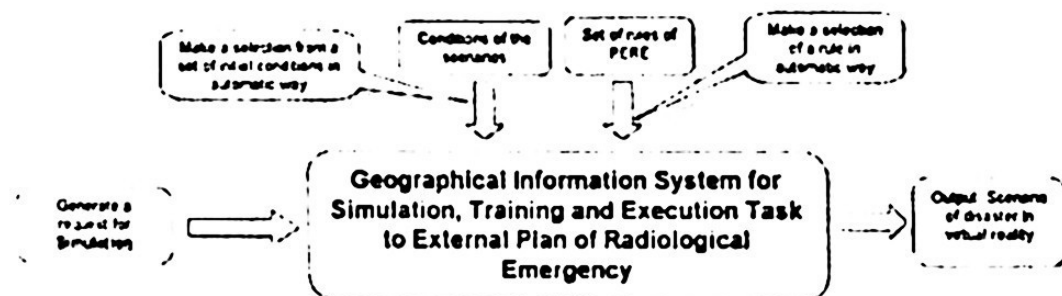 Make a selection from a
set of initial conditions in
automatic way
Conditions of the
scenarios
Set of rules of
PERE
Make a selection
of a rule in
automatic way
Generate a
request for
Simulation
Geographical Information System for
Simulation, Training and Execution Task
to External Plan of Radiological
Emergency
Output Scenario
of disaster in
virtual reality